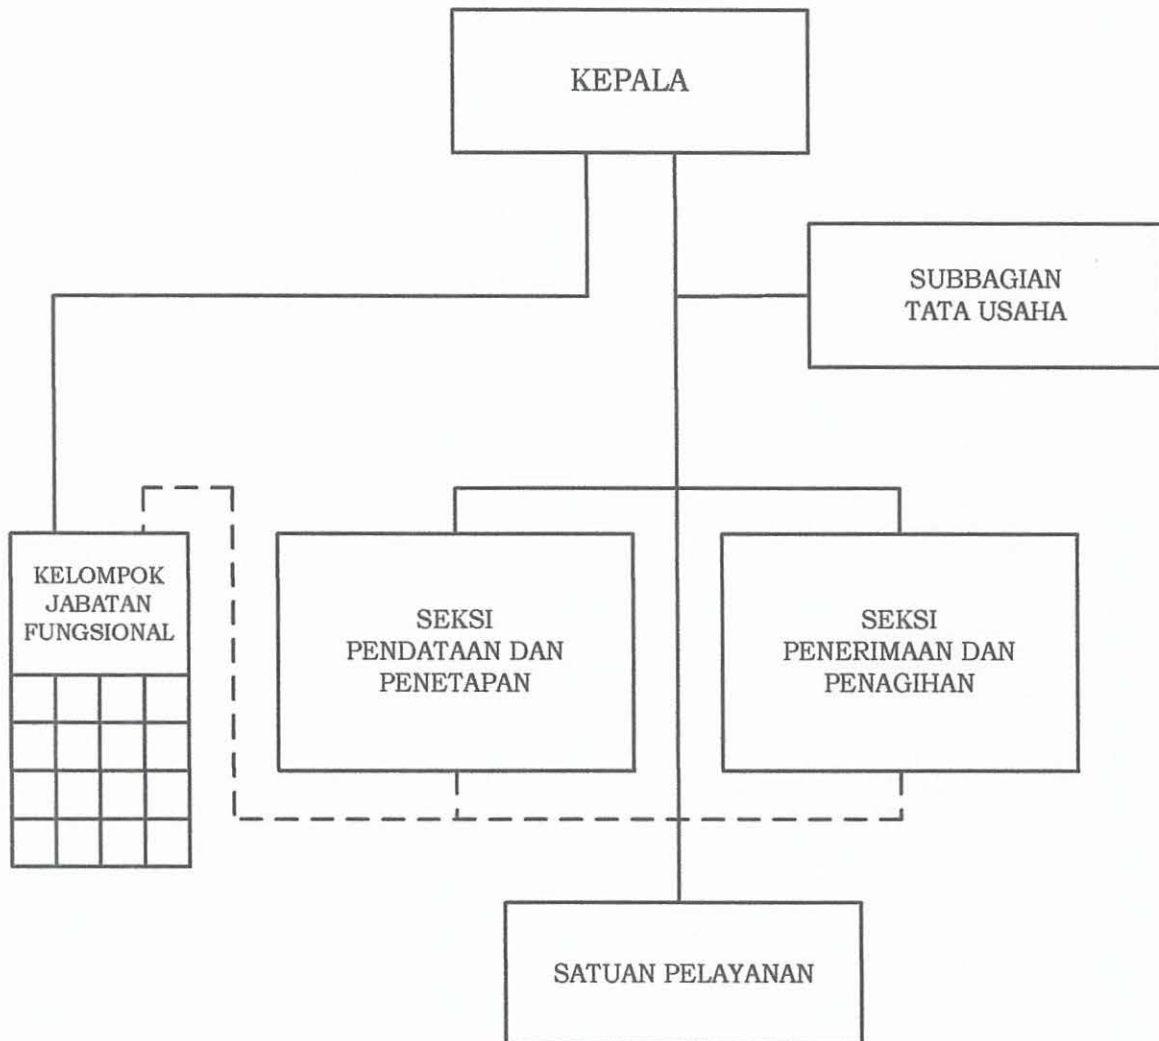 KEPALA
SUBBAGIAN
TATA USAHA
KELOMPOK
JABATAN
FUNGSIONAL
SEKSI
PENDATAAN DAN
PENETAPAN
SEKSI
PENERIMAAN DAN
PENAGIHAN
SATUAN PELAYANAN